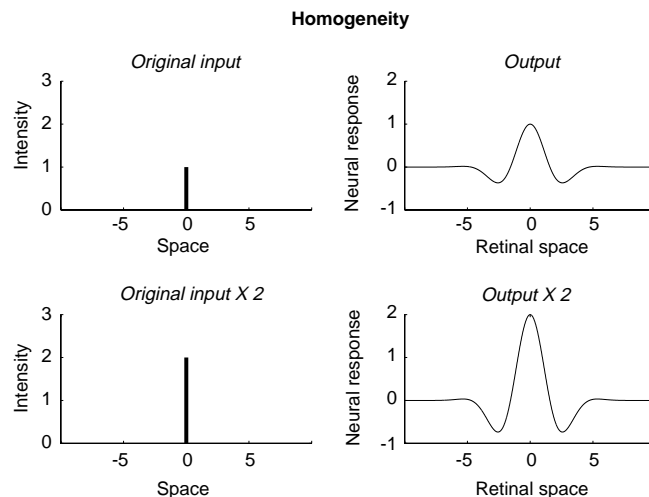 Homogeneity
Original input
3
2
1
0
Intensity
-5 0 5
Space
Output
2
1
0
-1
Neural response
-5 0 5
Retinal space
Original input X 2
3
2
1
0
Intensity
-5 0 5
Space
Output X 2
2
1
0
-1
Neural response
-5 0 5
Retinal space